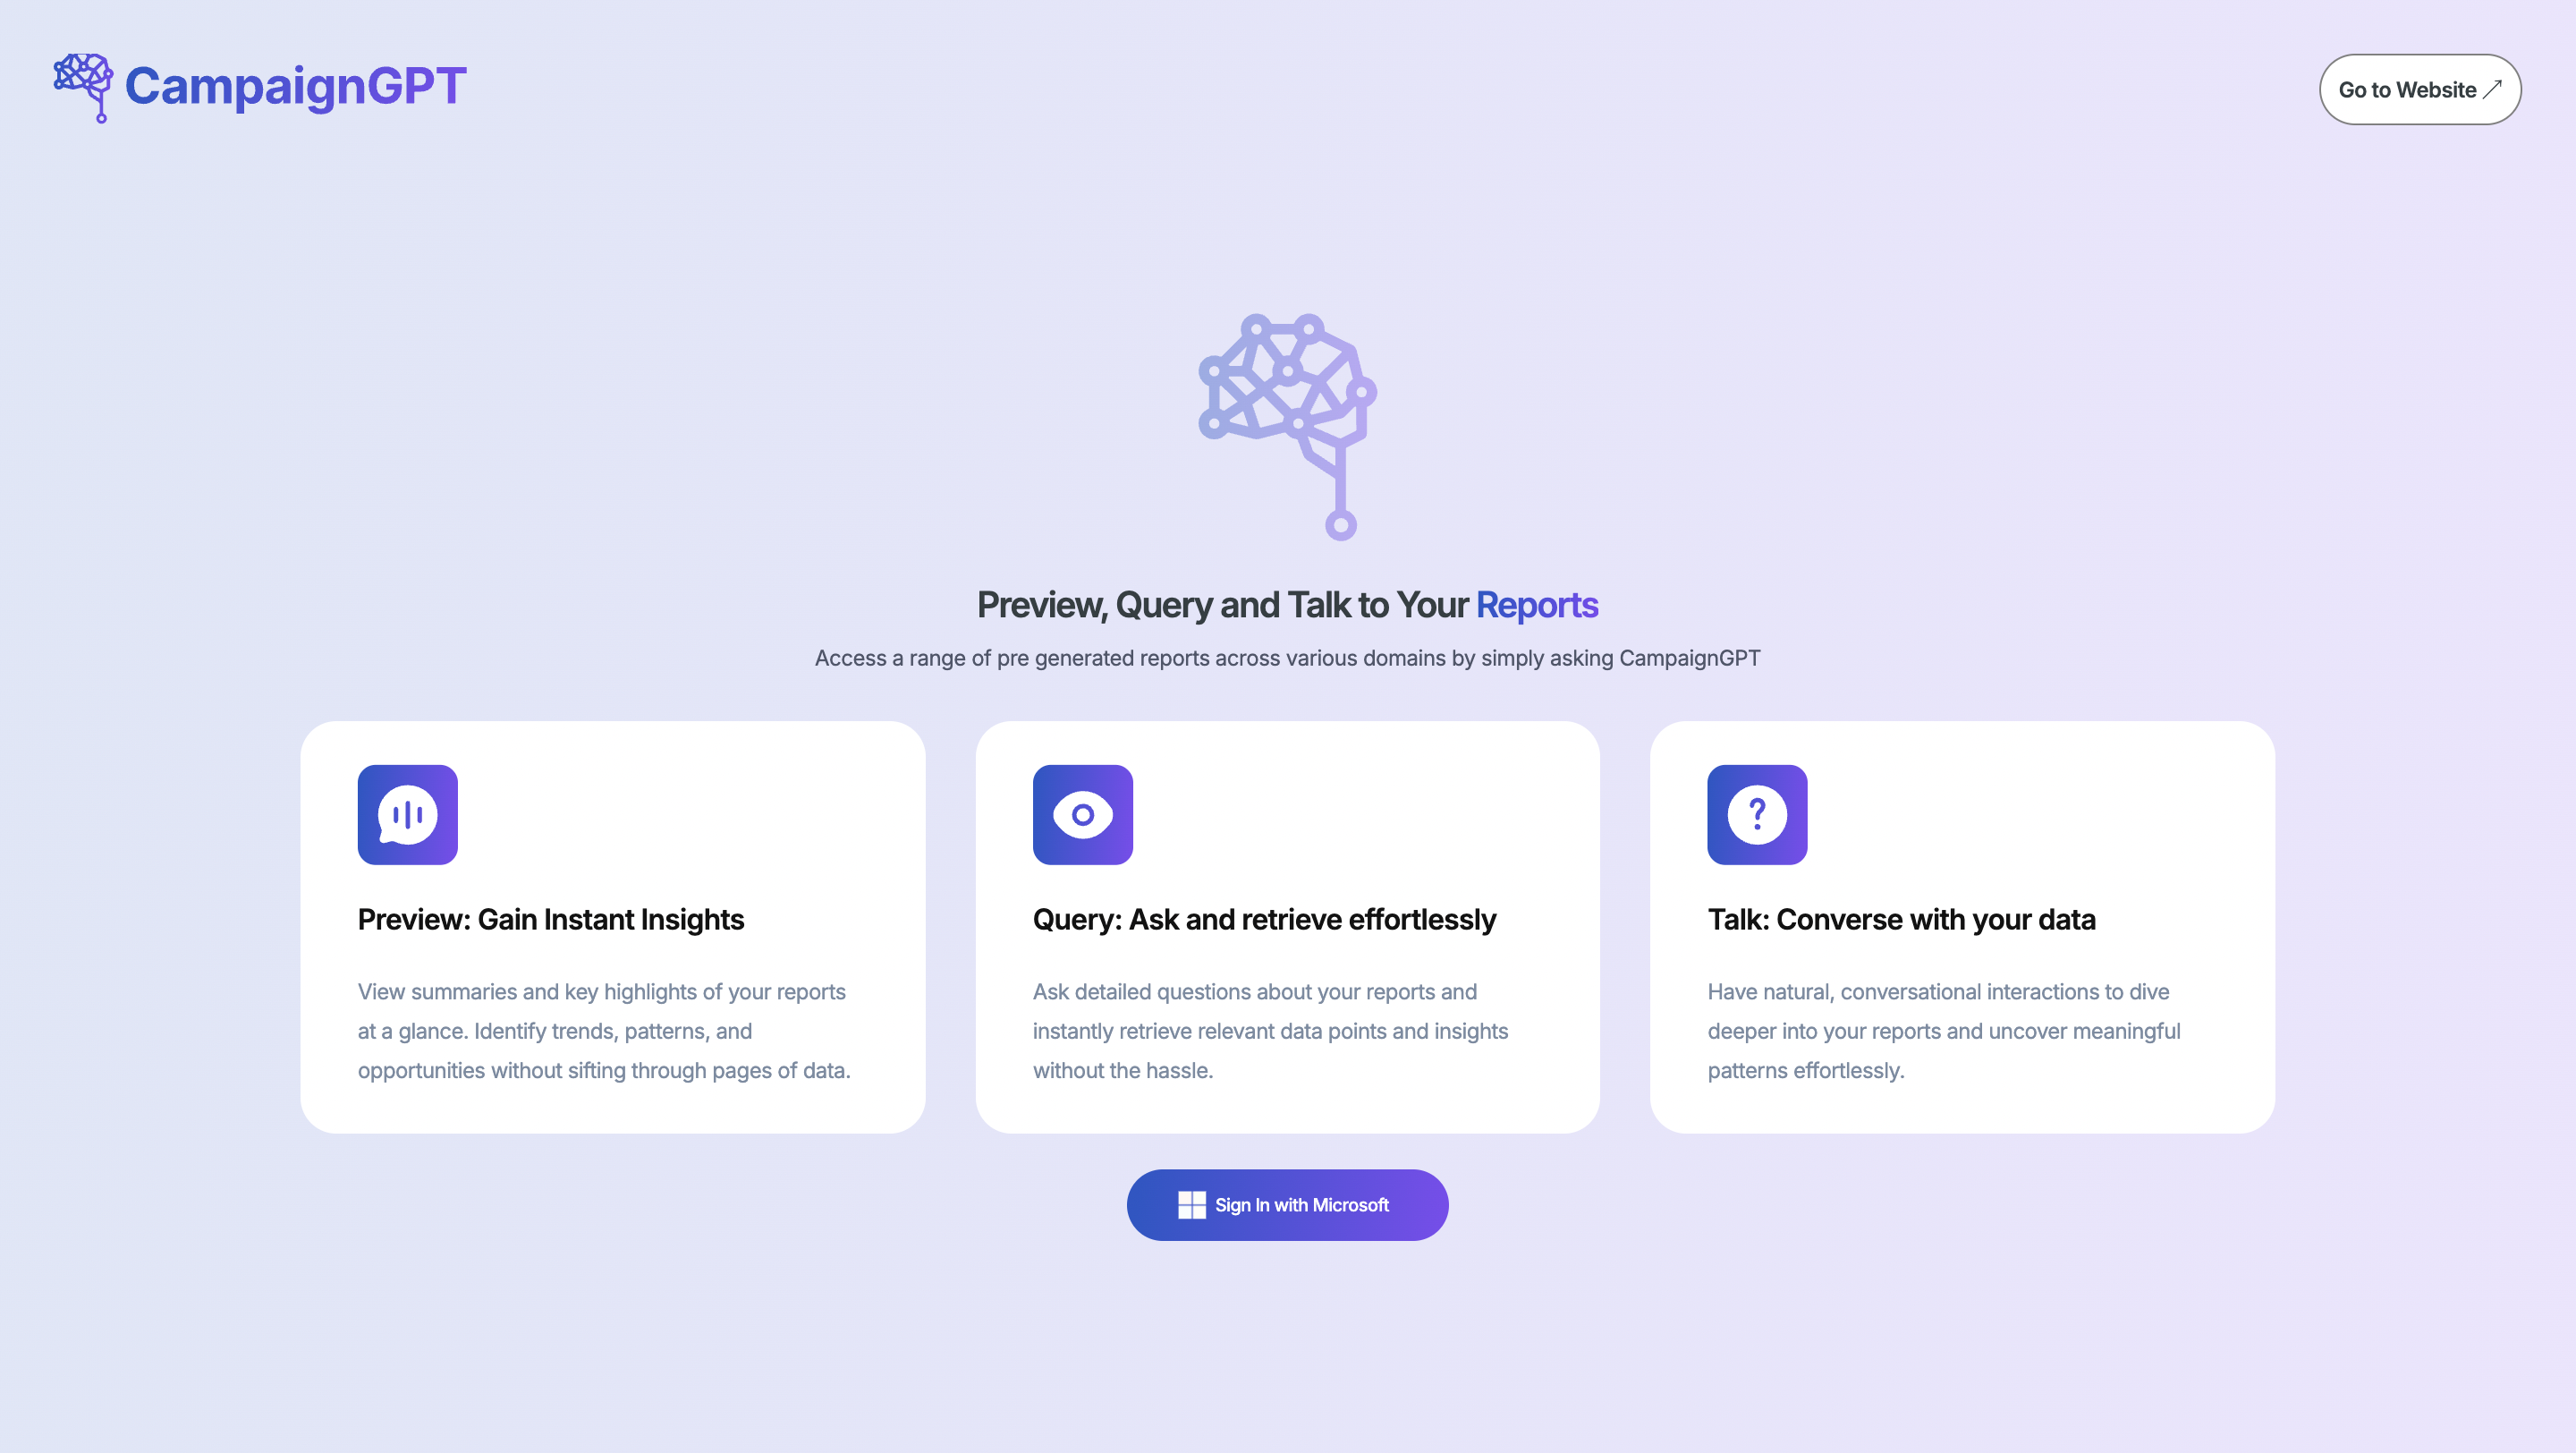 CampaignGPT
Go to Website
Preview, Query and Talk to Your Reports
Access a range of pre generated reports across various domains by simply asking CampaignGPT
Preview: Gain Instant Insights
View summaries and key highlights of your reports
at a glance. Identify trends, patterns, and
opportunities without sifting through pages of data.
Query: Ask and retrieve effortlessly
Ask detailed questions about your reports and
instantly retrieve relevant data points and insights
without the hassle.
Talk: Converse with your data
Have natural, conversational interactions to dive
deeper into your reports and uncover meaningful
patterns effortlessly.
Sign In with Microsoft